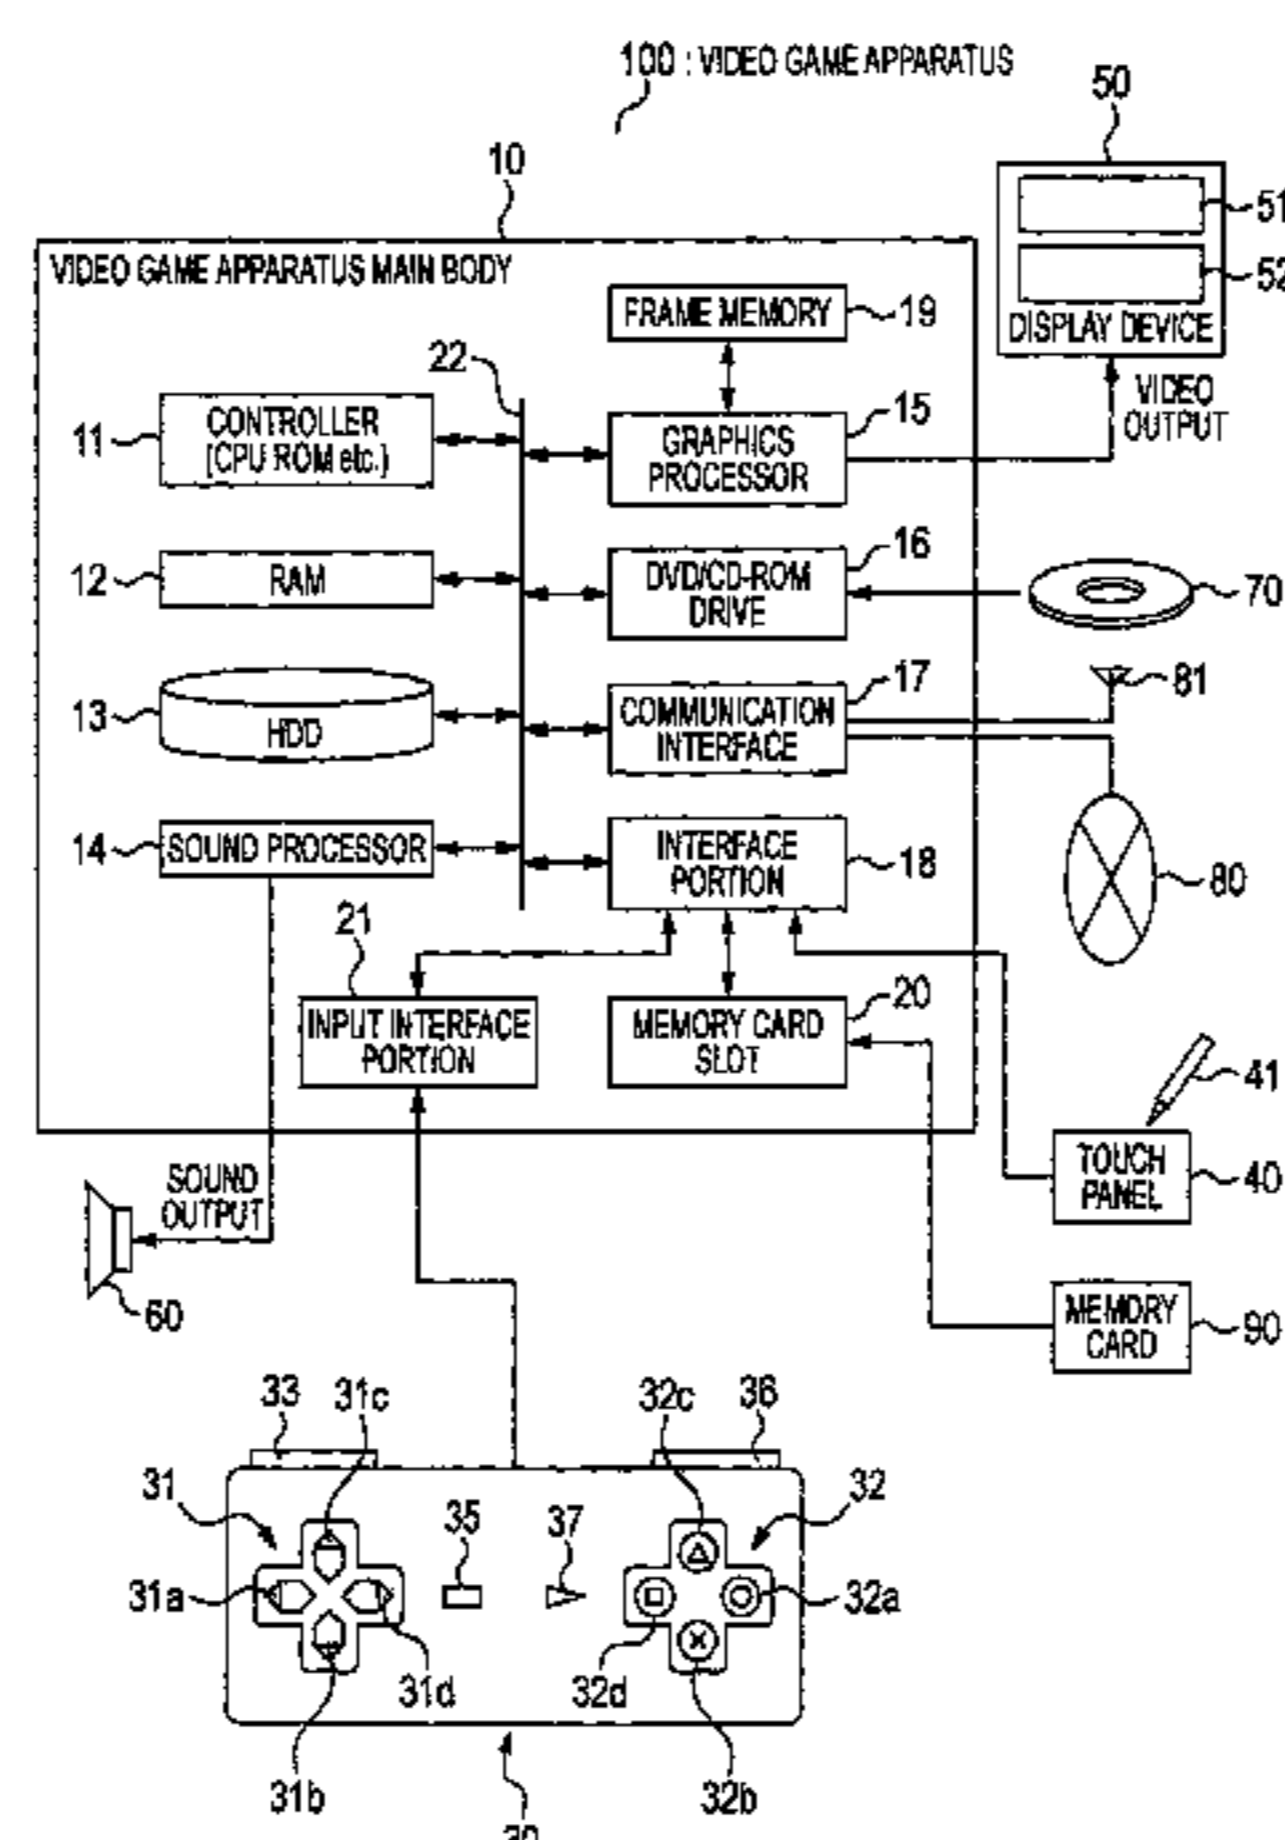 100 : VIDEO GAME APPARATUS
50
10
51
VIDEO GAME APPARATUS MAIN BODY
52
FRAME MEMORY
19
DISPLAY DEVICE
22
VIDEO
OUTPUT
11
CONTROLLER
[CPU ROM etc.]
GRAPHICS
PROCESSOR
15
12
RAM
DVD/CD-ROM
DRIVE
16
70
13
HDD
COMMUNICATION
INTERFACE
17
81
14
SOUND PROCESSOR
INTERFACE
PORTION
18
80
21
INPUT INTERFACE
PORTION
MEMORY CARD
SLOT
20
41
SOUND
OUTPUT
TOUCH
PANEL
40
60
MEMORY
CARD
90
33
31c
32c
36
31
35
37
32
31a
32a
31d
32d
31b
32b